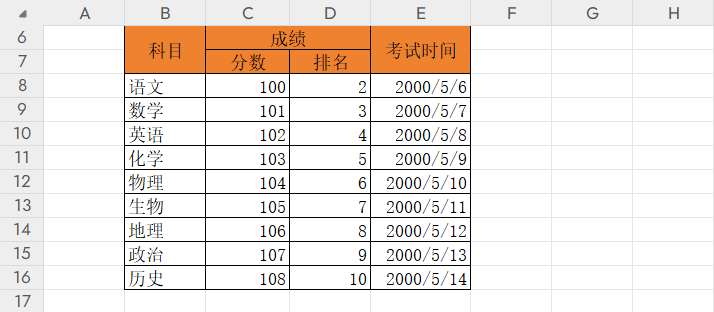 A B C D E F G H
6 科目 成绩 考试时间
7 分数 排名
8 语文 100 2 2000/5/6
9 数学 101 3 2000/5/7
10 英语 102 4 2000/5/8
11 化学 103 5 2000/5/9
12 物理 104 6 2000/5/10
13 生物 105 7 2000/5/11
14 地理 106 8 2000/5/12
15 政治 107 9 2000/5/13
16 历史 108 10 2000/5/14
17